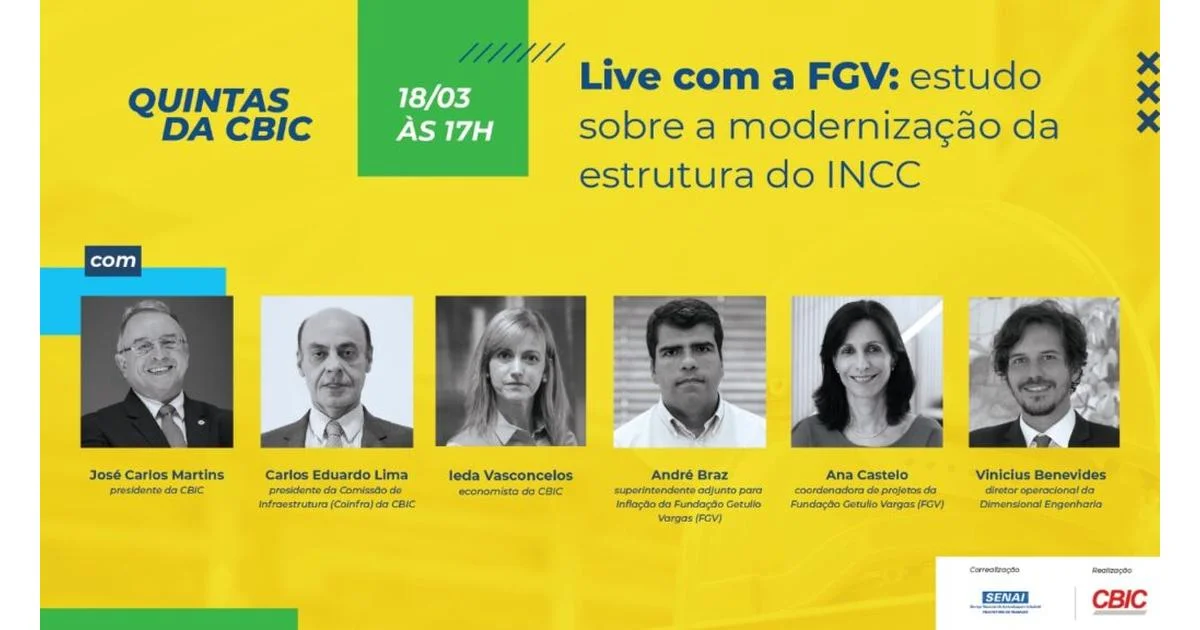 QUINTAS
DA CBIC
18/03
ÀS 17H
Live com a FGV: estudo
sobre a modernização da
estrutura do INCC
com
José Carlos Martins
presidente da CBIC
Carlos Eduardo Lima
presidente da Comissão de
Infraestrutura (Coinfra) da CBIC
Ieda Vasconcelos
economista da CBIC
André Braz
superintendente adjunto para
Inflação da Fundação Getulio
Vargas (FGV)
Ana Castelo
coordenadora de projetos da
Fundação Getulio Vargas (FGV)
Vinicius Benevides
diretor operacional da
Dimensional Engenharia
Correalização
SENAI
Realização
CBIC